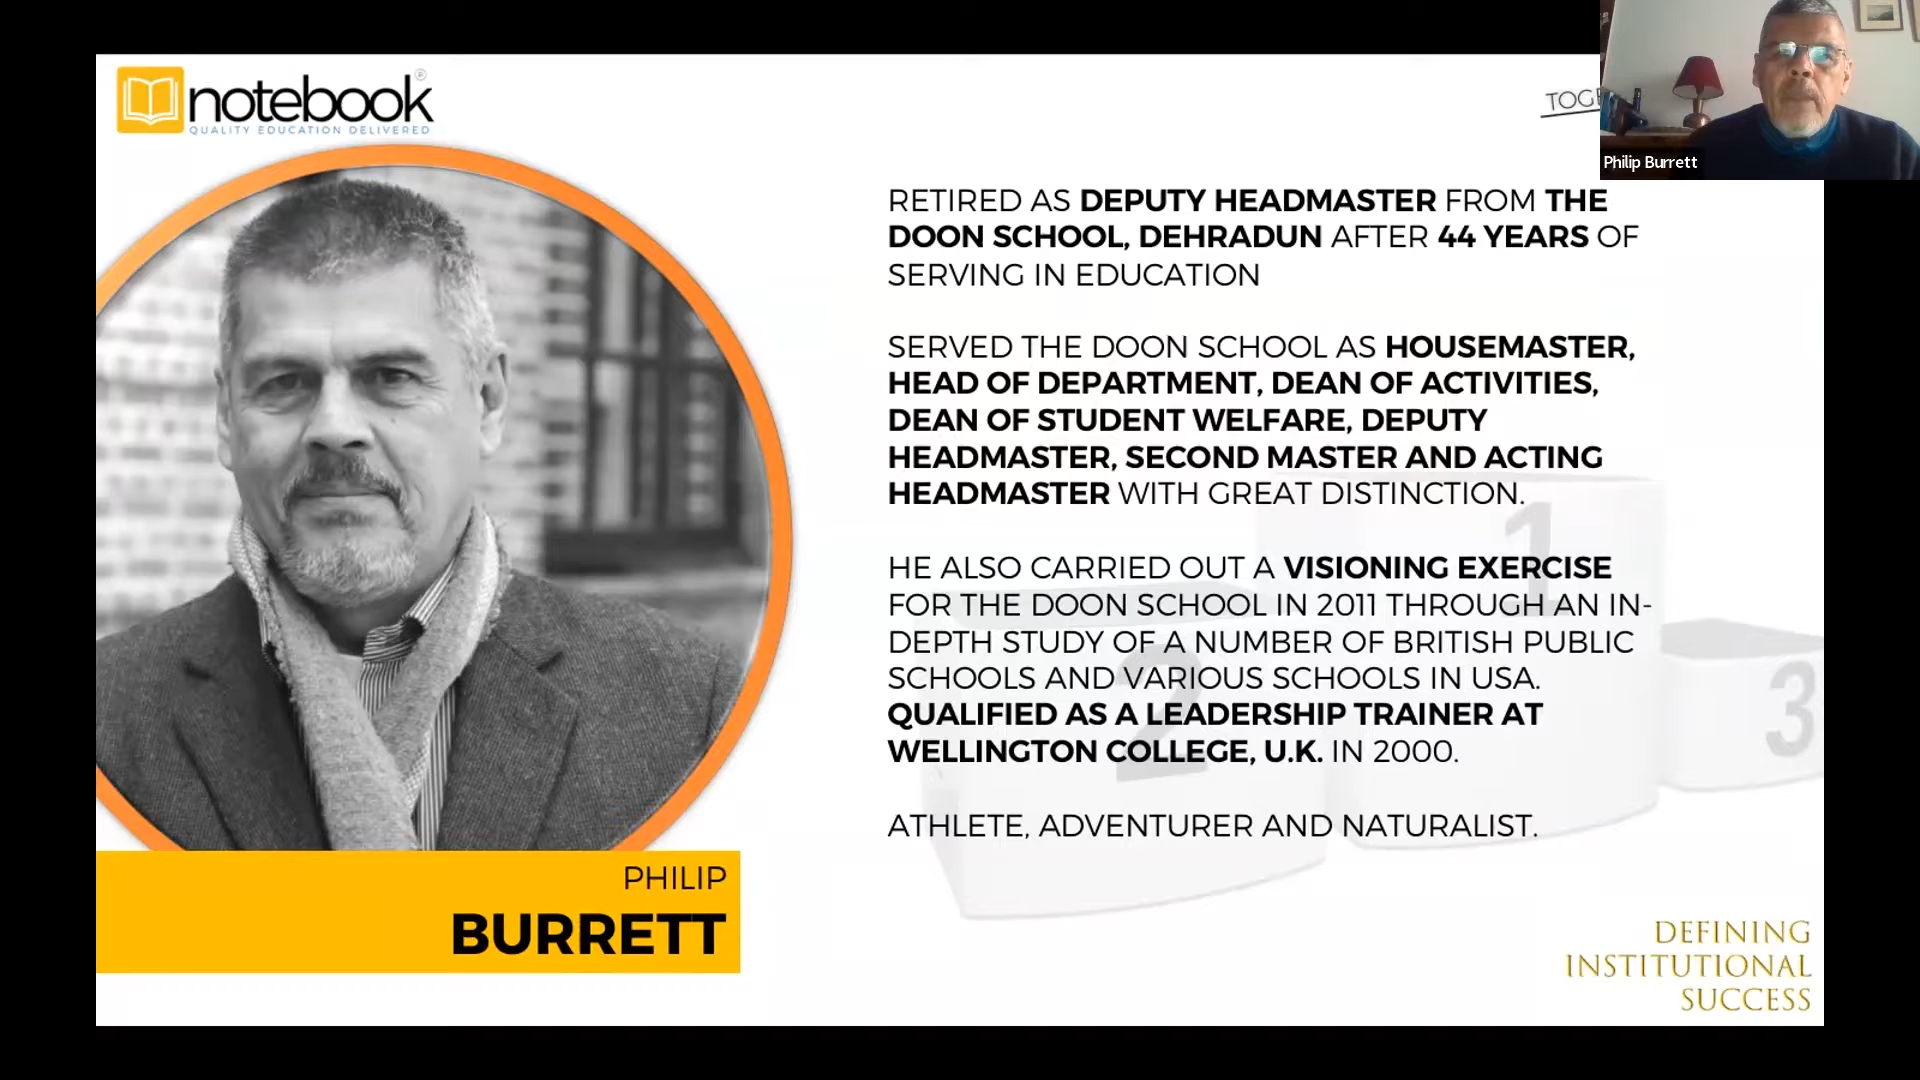 notebook®
QUALITY EDUCATION DELIVERED
Philip Burrett
RETIRED AS DEPUTY HEADMASTER FROM THE
DOON SCHOOL, DEHRADUN AFTER 44 YEARS OF
SERVING IN EDUCATION
SERVED THE DOON SCHOOL AS HOUSEMASTER,
HEAD OF DEPARTMENT, DEAN OF ACTIVITIES,
DEAN OF STUDENT WELFARE, DEPUTY
HEADMASTER, SECOND MASTER AND ACTING
HEADMASTER WITH GREAT DISTINCTION.
HE ALSO CARRIED OUT A VISIONING EXERCISE
FOR THE DOON SCHOOL IN 2011 THROUGH AN IN-
DEPTH STUDY OF A NUMBER OF BRITISH PUBLIC
SCHOOLS AND VARIOUS SCHOOLS IN USA.
QUALIFIED AS A LEADERSHIP TRAINER AT
WELLINGTON COLLEGE, U.K. IN 2000.
ATHLETE, ADVENTURER AND NATURALIST.
1
2
3
PHILIP
BURRETT
DEFINING
INSTITUTIONAL
SUCCESS